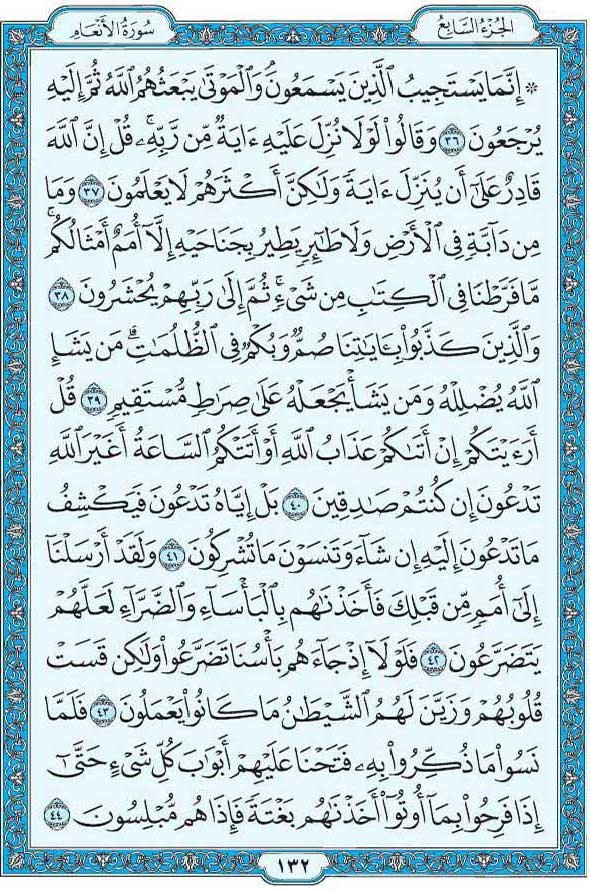 الجزء السابع
سورة الأنعام
۞ إِنَّمَا يَسْتَجِيبُ ٱلَّذِينَ يَسْمَعُونَۘ وَٱلْمَوْتَىٰ يَبْعَثُهُمُ ٱللَّهُ ثُمَّ إِلَيْهِ
يُرْجَعُونَ ٣٦ وَقَالُوا۟ لَوْلَا نُزِّلَ عَلَيْهِ ءَايَةٌ مِّن رَّبِّهِۦۚ قُلْ إِنَّ ٱللَّهَ
قَادِرٌ عَلَىٰٓ أَن يُنَزِّلَ ءَايَةً وَلَٰكِنَّ أَكْثَرَهُمْ لَا يَعْلَمُونَ ٣٧ وَمَا
مِن دَآبَّةٍ فِى ٱلْأَرْضِ وَلَا طَٰٓئِرٍ يَطِيرُ بِجَنَاحَيْهِ إِلَّآ أُمَمٌ أَمْثَالُكُمۚ
مَّا فَرَّطْنَا فِى ٱلْكِتَٰبِ مِن شَىْءٍۚ ثُمَّ إِلَىٰ رَبِّهِمْ يُحْشَرُونَ ٣٨
وَٱلَّذِينَ كَذَّبُوا۟ بِـَٔايَٰتِنَا صُمٌّ وَبُكْمٌ فِى ٱلظُّلُمَٰتِۗ مَن يَشَإِ
ٱللَّهُ يُضْلِلْهُ وَمَن يَشَأْ يَجْعَلْهُ عَلَىٰ صِرَٰطٍ مُّسْتَقِيمٍ ٣٩ قُلْ
أَرَءَيْتَكُمْ إِنْ أَتَىٰكُمْ عَذَابُ ٱللَّهِ أَوْ أَتَتْكُمُ ٱلسَّاعَةُ أَغَيْرَ ٱللَّهِ
تَدْعُونَ إِن كُنتُمْ صَٰدِقِينَ ٤٠ بَلْ إِيَّاهُ تَدْعُونَ فَيَكْشِفُ
مَا تَدْعُونَ إِلَيْهِ إِن شَآءَ وَتَنسَوْنَ مَا تُشْرِكُونَ ٤١ وَلَقَدْ أَرْسَلْنَآ
إِلَىٰٓ أُمَمٍ مِّن قَبْلِكَ فَأَخَذْنَٰهُم بِٱلْبَأْسَآءِ وَٱلضَّرَّآءِ لَعَلَّهُمْ
يَتَضَرَّعُونَ ٤٢ فَلَوْلَآ إِذْ جَآءَهُم بَأْسُنَا تَضَرَّعُوا۟ وَلَٰكِن قَسَتْ
قُلُوبُهُمْ وَزَيَّنَ لَهُمُ ٱلشَّيْطَٰنُ مَا كَانُوا۟ يَعْمَلُونَ ٤٣ فَلَمَّا
نَسُوا۟ مَا ذُكِّرُوا۟ بِهِۦ فَتَحْنَا عَلَيْهِمْ أَبْوَٰبَ كُلِّ شَىْءٍ حَتَّىٰٓ
إِذَا فَرِحُوا۟ بِمَآ أُوتُوٓا۟ أَخَذْنَٰهُم بَغْتَةً فَإِذَا هُم مُّبْلِسُونَ ٤٤
١٣٢